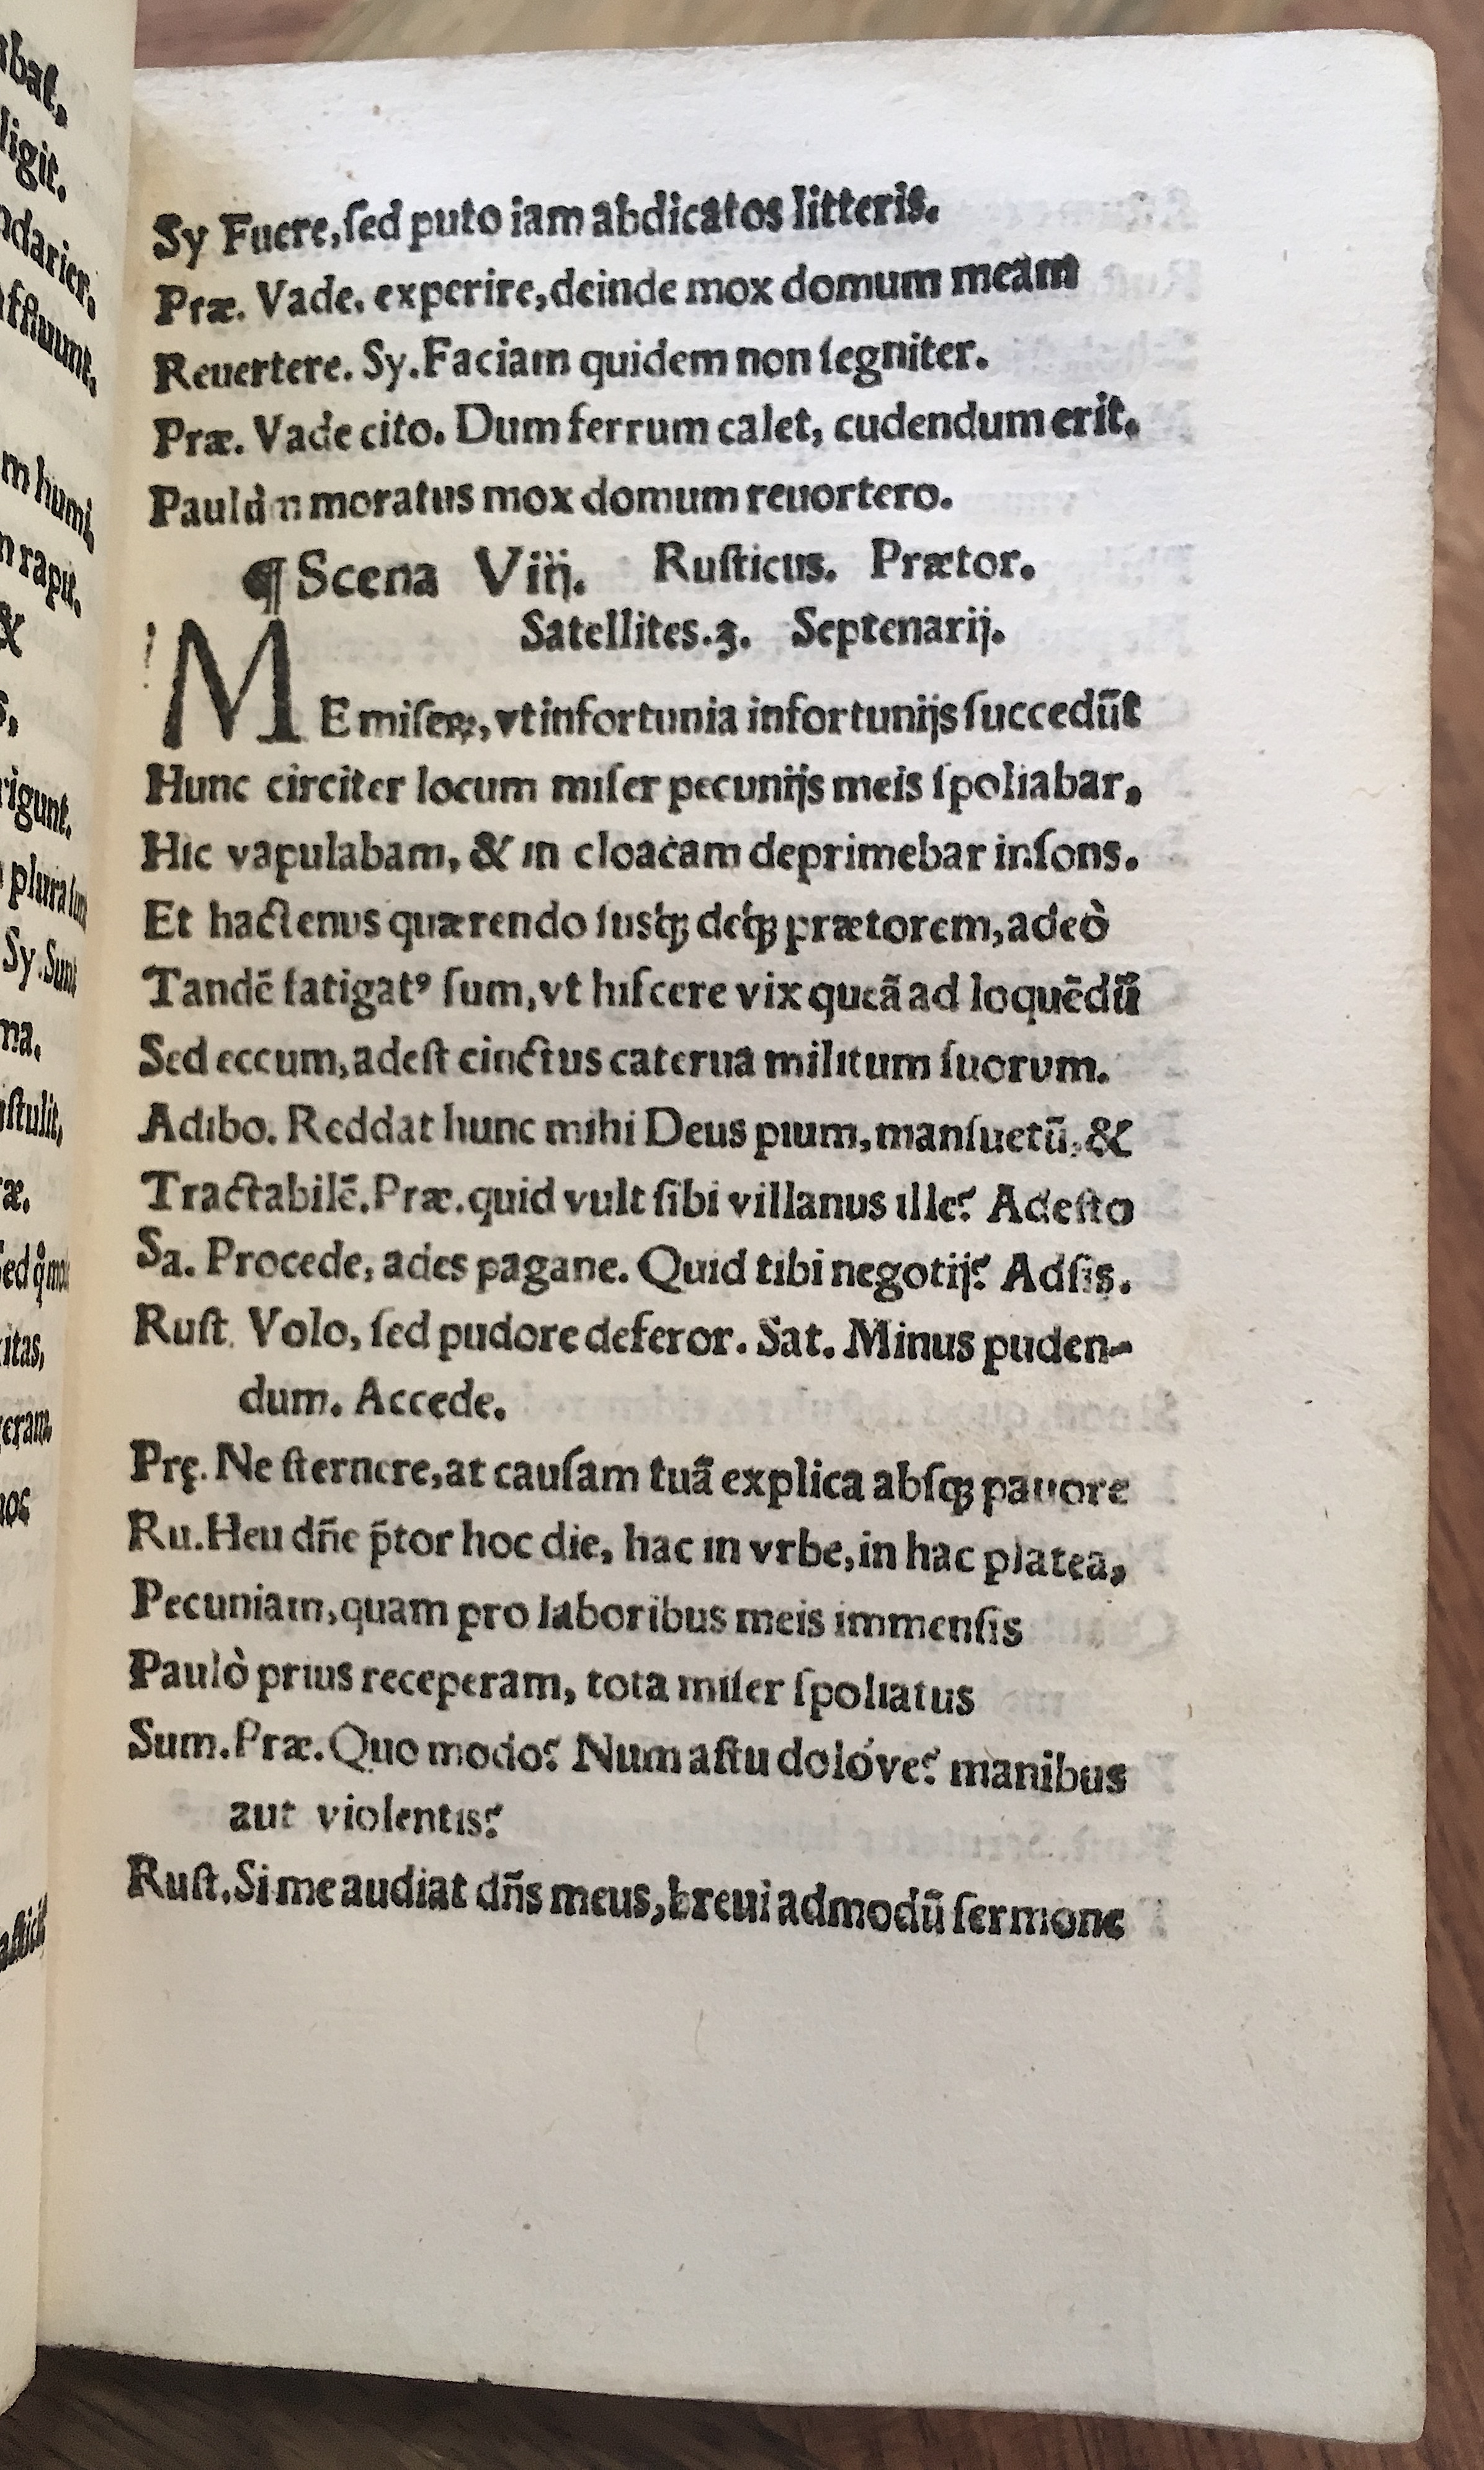 Sy Fuere, ſed puto iam abdicatos litteris.
Præ. Vade. experire, deinde mox domum meam
Reuertere. Sy. Faciam quidem non ſegniter.
Præ. Vade cito. Dum ferrum calet, cudendum erit.
moratus mox domum reuortero.
¶ Scena Viij. Ruſticus. Prætor.
Satellites. 3. Septenarij.
ME miſeꝝ, vt infortunia infortunijs ſuccedūt
Hunc circiter locum miſer pecunijs meis ſpoliabar,
Hic vapulabam, & in cloacam deprimebar inſons.
Et hactenus quærendo ſusqꝫ deqꝫ prætorem, adeò
Tandē fatigatꝰ ſum, vt hiſcere vix queā ad loquēdū
Sed eccum, adeſt cinctus caterua militum ſuorum.
Adibo. Reddat hunc mihi Deus pium, manſuetū, &
Tractabilē. Præ. quid vult ſibi villanus ille? Adeſto
Sa. Procede, ades pagane. Quid tibi negotij? Adſis.
Ruſt. Volo, ſed pudore deferor. Sat. Minus puden-
dum. Accede.
Prę. Ne ſternere, at cauſam tuā explica abſqꝫ pauore
Ru. Heu dñe p̄tor hoc die, hac in vrbe, in hac platea,
Pecuniam, quam pro laboribus meis immenſis
Paulò prius receperam, tota miſer ſpoliatus
Sum. Præ. Quo modo? Num aſtu dolóve? manibus
aut violentis?
Ruſt. Si me audiat dñs meus, breui admodū ſermone